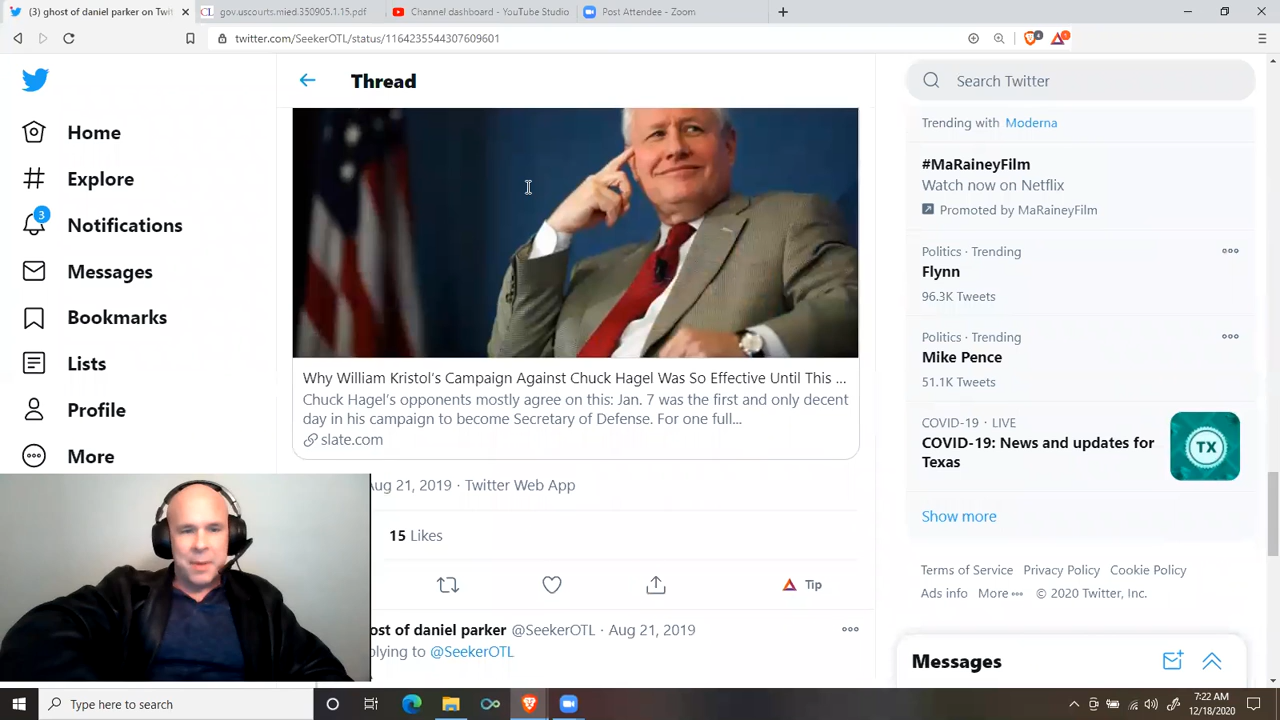 (3) ghost of daniel parker on Twi
gov.uscourts.mied.350905.1.15.pdf
Channel dashboard - YouTube Studio
Post Attendee - Zoom
twitter.com/SeekerOTL/status/1164235544307609601
Home
Explore
3
Notifications
Messages
Bookmarks
Lists
Profile
More
Thread
Why William Kristol's Campaign Against Chuck Hagel Was So Effective Until This ...
Chuck Hagel's opponents mostly agree on this: Jan. 7 was the first and only decent
day in his campaign to become Secretary of Defense. For one full...
slate.com
Aug 21, 2019 · Twitter Web App
15 Likes
Tip
ost of daniel parker @SeekerOTL · Aug 21, 2019
plying to @SeekerOTL
Search Twitter
Trending with Moderna
#MaRaineyFilm
Watch now on Netflix
Promoted by MaRaineyFilm
Politics · Trending
Flynn
96.3K Tweets
Politics · Trending
Mike Pence
51.1K Tweets
COVID-19 · LIVE
COVID-19: News and updates for
Texas
TX
Show more
Terms of Service Privacy Policy Cookie Policy
Ads info More © 2020 Twitter, Inc.
Messages
Type here to search
7:22 AM
12/18/2020